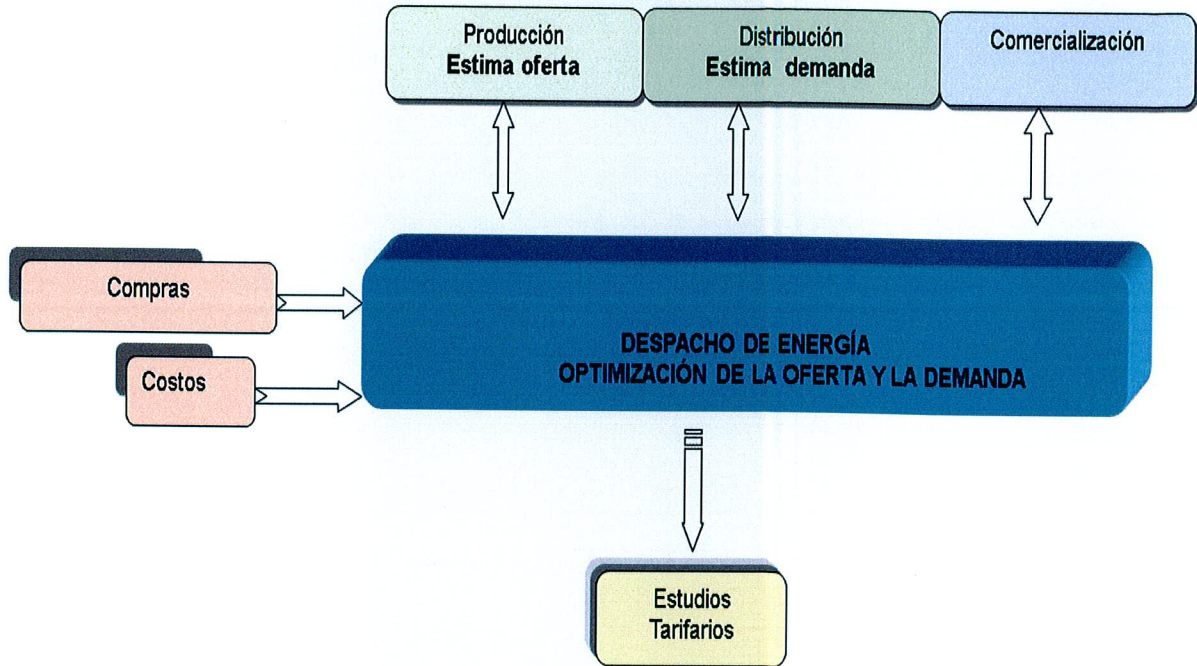 Producción
Estima oferta
Distribución
Estima demanda
Comercialización
Compras
Costos
DESPACHO DE ENERGÍA
OPTIMIZACIÓN DE LA OFERTA Y LA DEMANDA
Estudios
Tarifarios